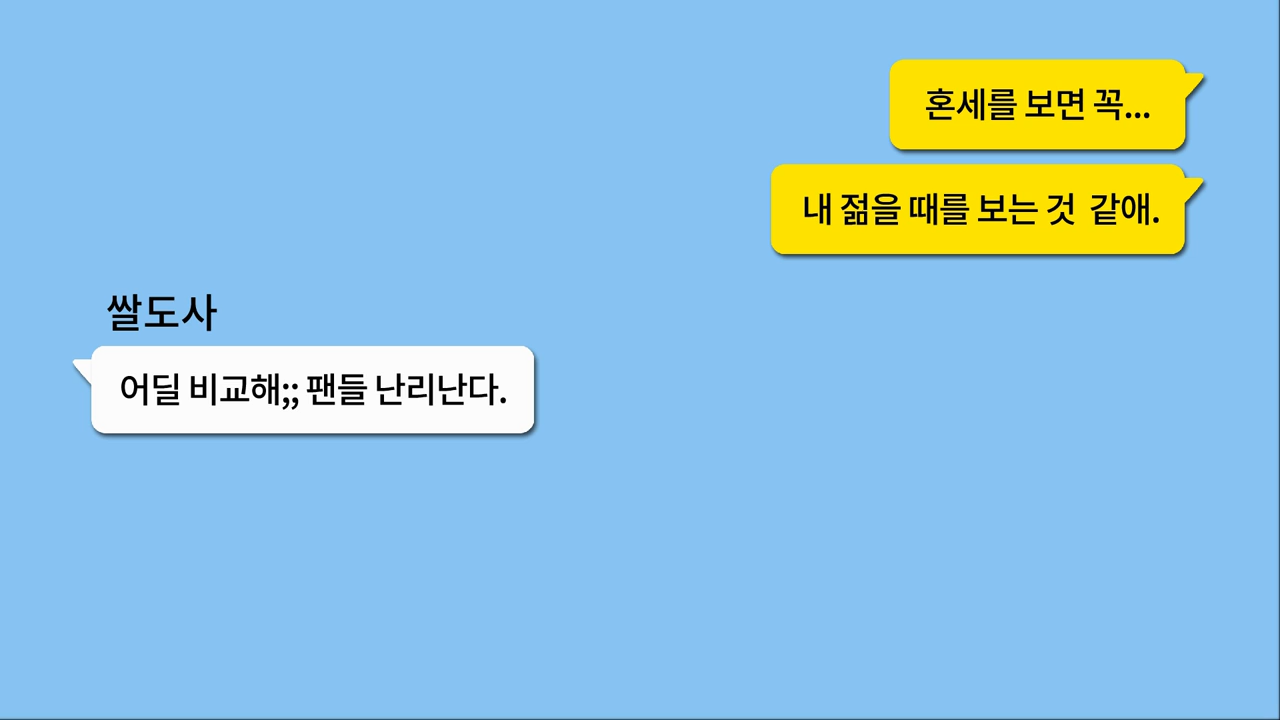 혼세를 보면 꼭...
내 젊을 때를 보는 것 같애.
쌀도사
어딜 비교해;; 팬들 난리난다.